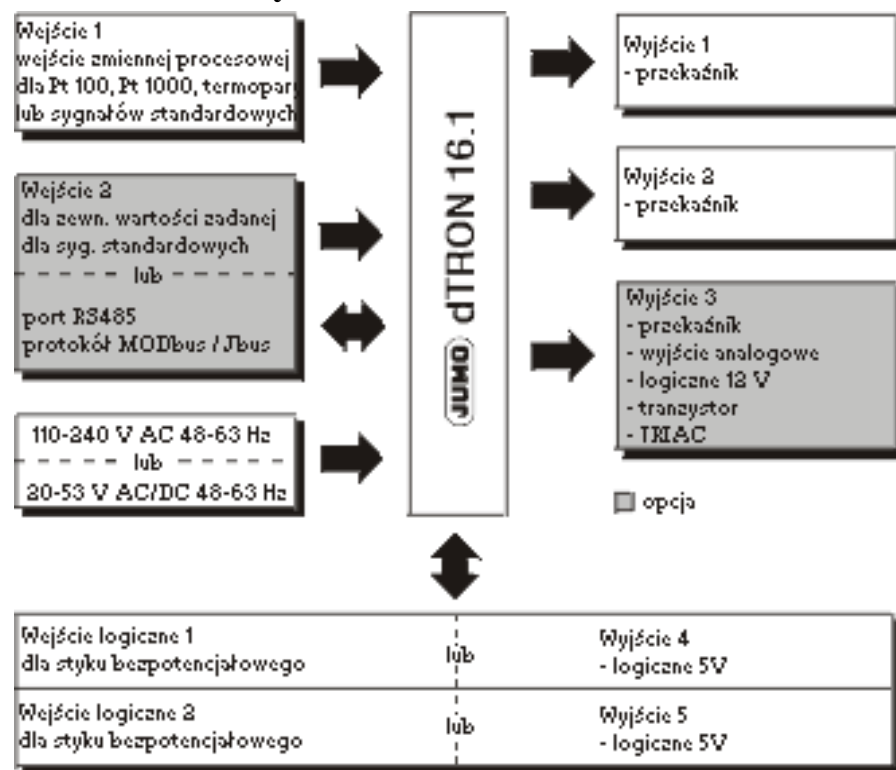 Wejście 1
wejście zmiennej procesowej
dla Pt 100, Pt 1000, termopary
lub sygnałów standardowych
Wejście 2
dla zewn. wartości zadanej
dla syg. standardowych
lub
port RS485
protokół MODbus / Jbus
110-240 V AC 48-63 Hz
lub
20-53 V AC/DC 48-63 Hz
JUMO dTRON 16.1
Wyjście 1
- przekaźnik
Wyjście 2
- przekaźnik
Wyjście 3
- przekaźnik
- wyjście analogowe
- logiczne 12 V
- tranzystor
- TRIAC
opcja
Wejście logiczne 1
dla styku bezpotencjałowego
lub
Wyjście 4
- logiczne 5V
Wejście logiczne 2
dla styku bezpotencjałowego
lub
Wyjście 5
- logiczne 5V